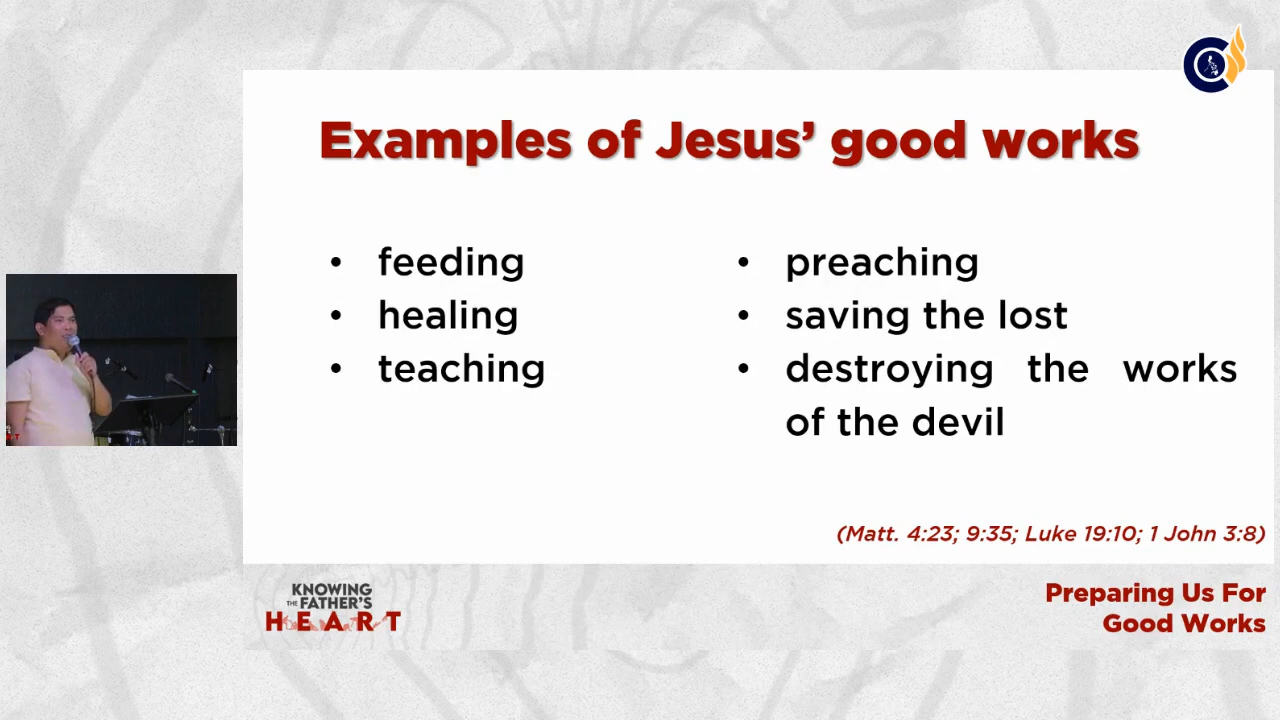 Examples of Jesus’ good works
• feeding
• healing
• teaching
• preaching
• saving the lost
• destroying the works
of the devil
(Matt. 4:23; 9:35; Luke 19:10; 1 John 3:8)
KNOWING
THE FATHER'S
HEART
Preparing Us For
Good Works